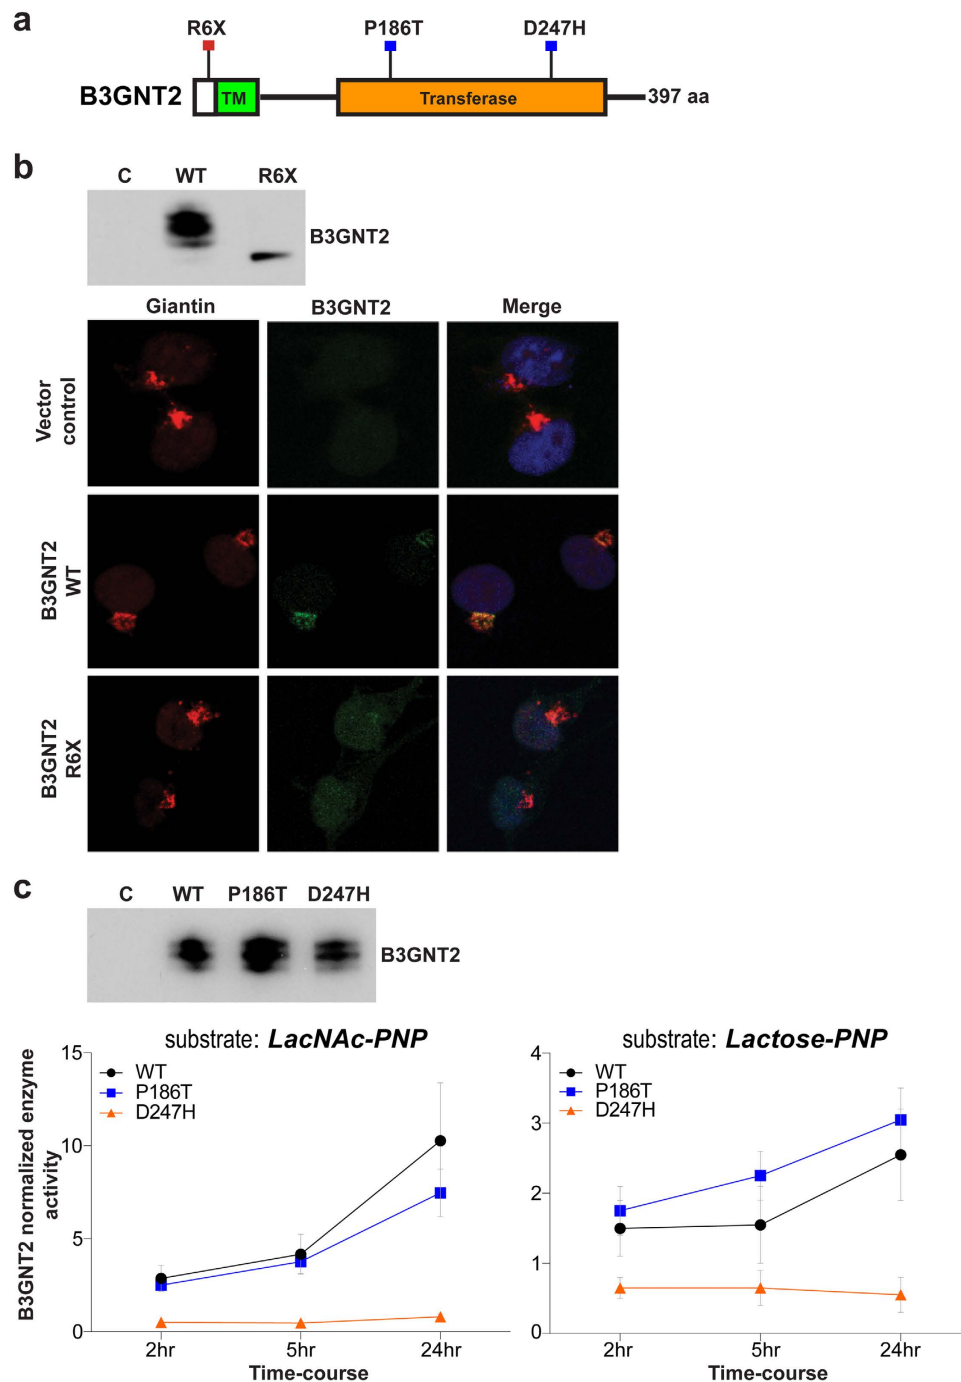 a
R6X P186T D247H
B3GNT2 TM Transferase 397 aa
b
C WT R6X
B3GNT2
Giantin B3GNT2 Merge
Vector
control
B3GNT2
WT
B3GNT2
R6X
c
C WT P186T D247H
B3GNT2
substrate: LacNAc-PNP
B3GNT2 normalized enzyme
activity
15
10
5
0
WT
P186T
D247H
2hr 5hr 24hr
Time-course
substrate: Lactose-PNP
4
3
2
1
0
WT
P186T
D247H
2hr 5hr 24hr
Time-course